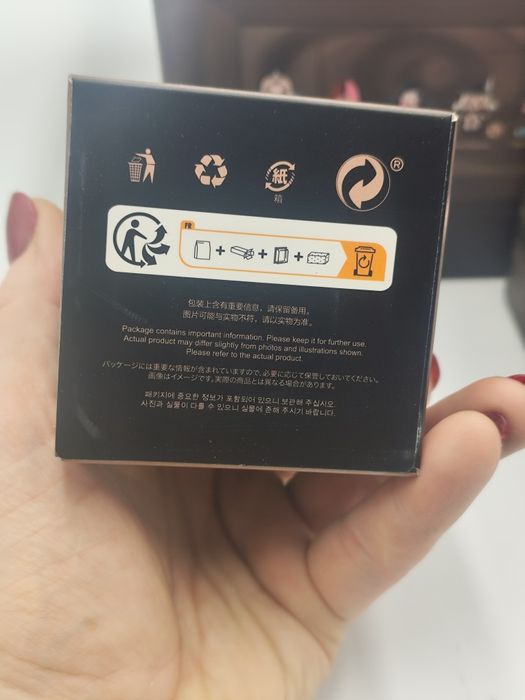 紙
箱
®
FR
包装上含有重要信息，请保留备用。
图片可能与实物不符，请以实物为准。
Package contains important information. Please keep it for further use.
Actual product may differ slightly from photos and illustrations shown.
Please refer to the actual product.
パッケージには重要な情報が含まれていますので、必要に応じて保管しておいてください。
画像はイメージです。実際の商品とは異なる場合があります。
패키지에 중요한 정보가 포함되어 있으니 보관해 주십시오.
사진과 실물이 다를 수 있으니 실물에 준해 주시기 바랍니다.